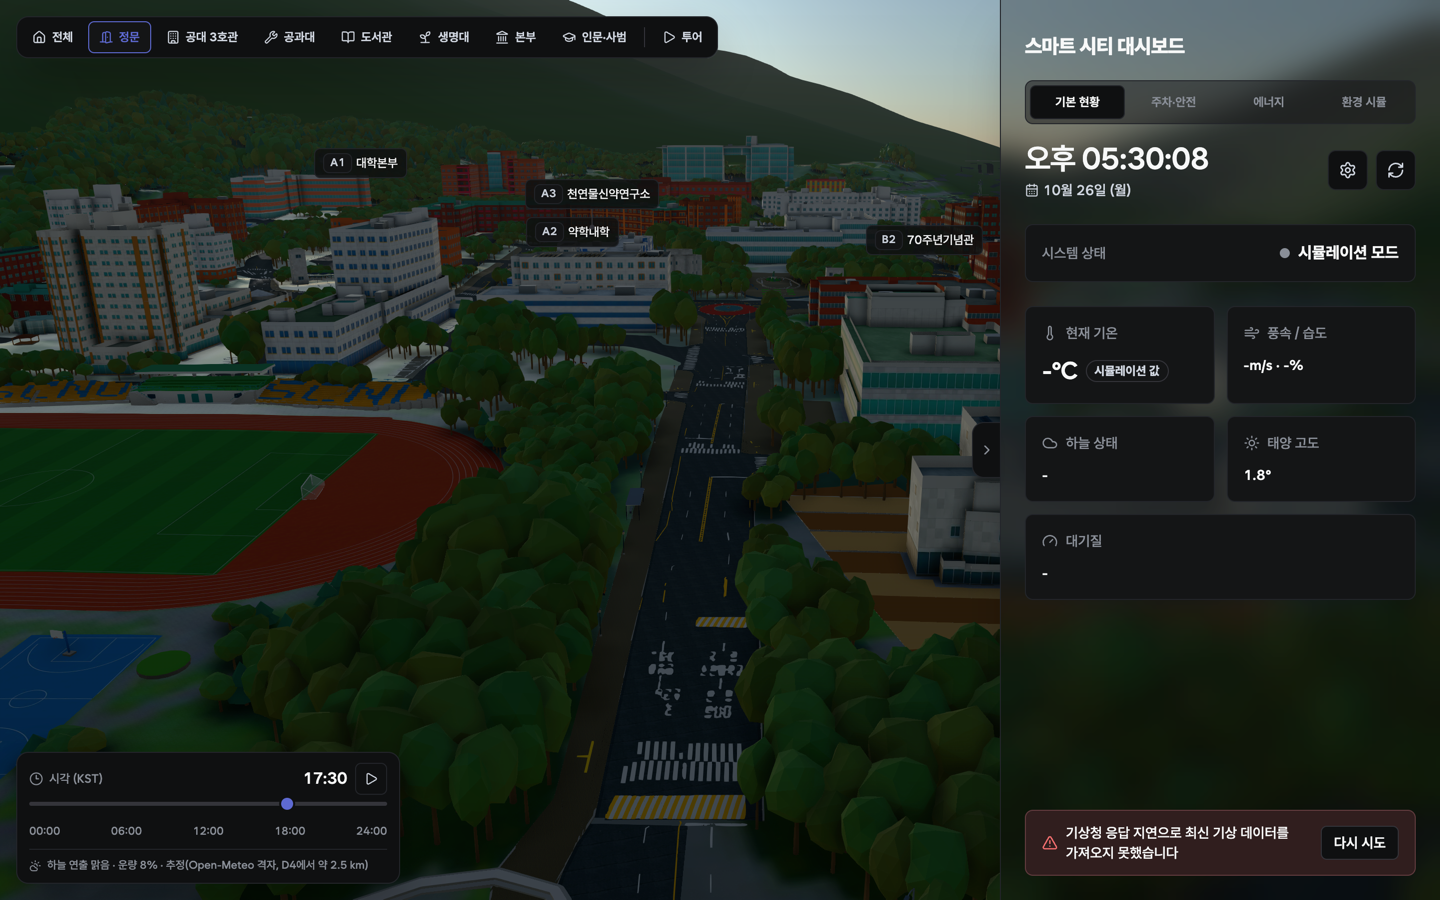 전체
정문
공대 3호관
공과대
도서관
생명대
본부
인문·사범
투어
A1 대학본부
A3 천연물신약연구소
A2 약학대학
B2 70주년기념관
시각 (KST)
17:30
00:00
06:00
12:00
18:00
24:00
하늘 연출 맑음 · 운량 8% · 추정(Open-Meteo 격자, D4에서 약 2.5 km)
스마트 시티 대시보드
기본 현황
주차·안전
에너지
환경 시뮬
오후 05:30:08
10월 26일 (월)
시스템 상태
시뮬레이션 모드
현재 기온
-°C 시뮬레이션 값
풍속 / 습도
-m/s · -%
하늘 상태
-
태양 고도
1.8°
대기질
-
기상청 응답 지연으로 최신 기상 데이터를
가져오지 못했습니다
다시 시도